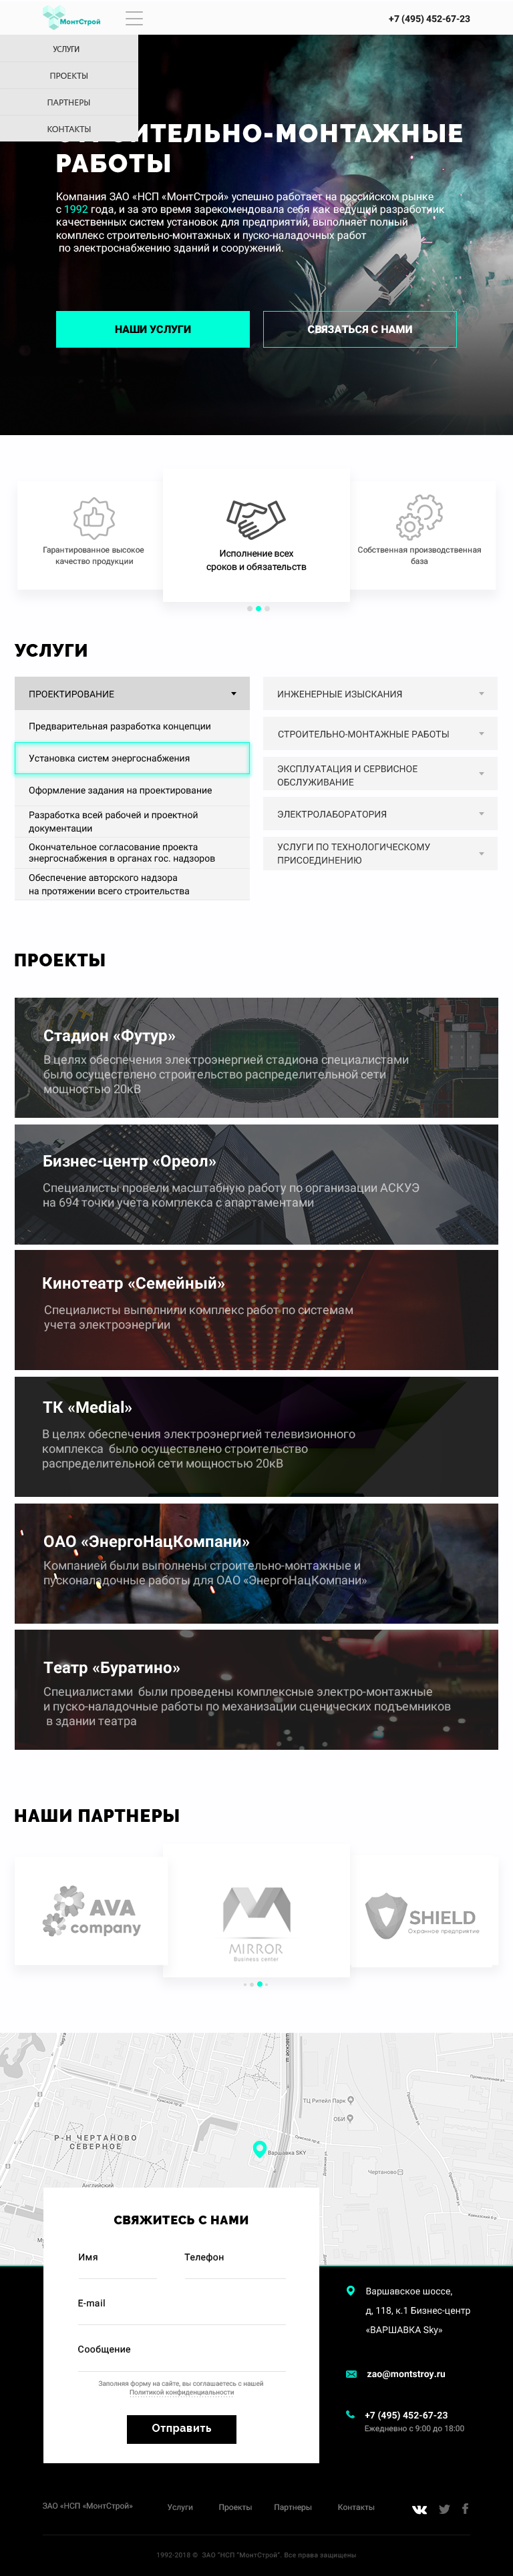 МонтСтрой
+7 (495) 452-67-23
УСЛУГИ
ПРОЕКТЫ
ПАРТНЕРЫ
КОНТАКТЫ
ИТЕЛЬНО-МОНТАЖНЫЕ
РАБОТЫ
Компания ЗАО «НСП «МонтСтрой» успешно работает на российском рынке
с 1992 года, и за это время зарекомендовала себя как ведущий разработчик
качественных систем установок для предприятий, выполняет полный
комплекс строительно-монтажных и пуско-наладочных работ
по электроснабжению зданий и сооружений.
НАШИ УСЛУГИ
СВЯЗАТЬСЯ С НАМИ
Гарантированное высокое
качество продукции
Исполнение всех
сроков и обязательств
Собственная производственная
база
УСЛУГИ
ПРОЕКТИРОВАНИЕ
Предварительная разработка концепции
Установка систем энергоснабжения
Оформление задания на проектирование
Разработка всей рабочей и проектной
документации
Окончательное согласование проекта
энергоснабжения в органах гос. надзоров
Обеспечение авторского надзора
на протяжении всего строительства
ИНЖЕНЕРНЫЕ ИЗЫСКАНИЯ
СТРОИТЕЛЬНО-МОНТАЖНЫЕ РАБОТЫ
ЭКСПЛУАТАЦИЯ И СЕРВИСНОЕ
ОБСЛУЖИВАНИЕ
ЭЛЕКТРОЛАБОРАТОРИЯ
УСЛУГИ ПО ТЕХНОЛОГИЧЕСКОМУ
ПРИСОЕДИНЕНИЮ
ПРОЕКТЫ
Стадион «Футур»
В целях обеспечения электроэнергией стадиона специалистами
было осуществлено строительство распределительной сети
мощностью 20кВ
Бизнес-центр «Ореол»
Специалисты провели масштабную работу по организации АСКУЭ
на 694 точки учета комплекса с апартаментами
Кинотеатр «Семейный»
Специалисты выполнили комплекс работ по системам
учета электроэнергии
ТК «Medial»
В целях обеспечения электроэнергией телевизионного
комплекса было осуществлено строительство
распределительной сети мощностью 20кВ
ОАО «ЭнергоНацКомпани»
Компанией были выполнены строительно-монтажные и
пусконаладочные работы для ОАО «ЭнергоНацКомпани»
Театр «Буратино»
Специалистами были проведены комплексные электро-монтажные
и пуско-наладочные работы по механизации сценических подъемников
в здании театра
НАШИ ПАРТНЕРЫ
AVA
company
MIRROR
Business center
SHIELD
Охранное предприятие
ТЦ Ритейл Парк
ОБИ
Р-Н ЧЕРТАНОВО
СЕВЕРНОЕ
Варшавка SKY
Чертаново
Английский
СВЯЖИТЕСЬ С НАМИ
Имя
Телефон
E-mail
Сообщение
Заполняя форму на сайте, вы соглашаетесь с нашей
Политикой конфиденциальности
Отправить
Варшавское шоссе,
д, 118, к.1 Бизнес-центр
«ВАРШАВКА Sky»
zao@montstroy.ru
+7 (495) 452-67-23
Ежедневно с 9:00 до 18:00
ЗАО «НСП «МонтСтрой»
Услуги
Проекты
Партнеры
Контакты
1992-2018 © ЗАО "НСП "МонтСтрой". Все права защищены